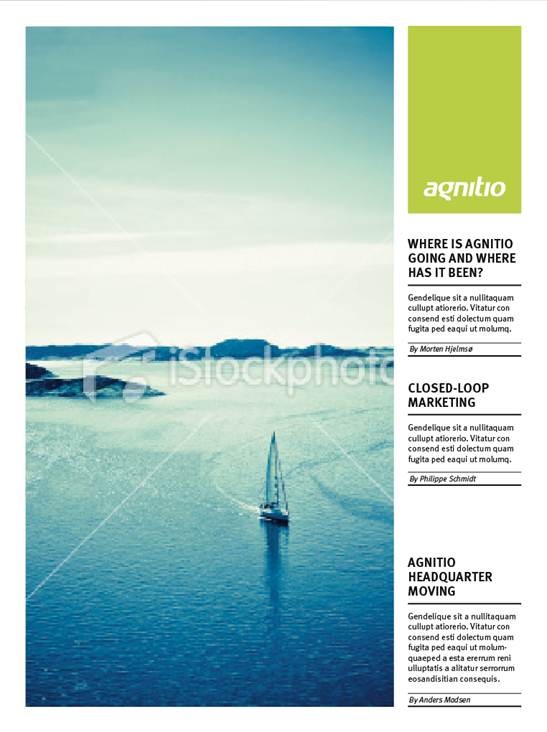 agnitio
WHERE IS AGNITIO
GOING AND WHERE
HAS IT BEEN?
Gendelique sit a nullitaquam
cullupt atiorerio. Vitatur con
consend esti dolectum quam
fugita ped eaqui ut molumq.
By Morten Hjelmsø
iStockphoto
CLOSED-LOOP
MARKETING
Gendelique sit a nullitaquam
cullupt atiorerio. Vitatur con
consend esti dolectum quam
fugita ped eaqui ut molumq.
By Philippe Schmidt
AGNITIO
HEADQUARTER
MOVING
Gendelique sit a nullitaquam
cullupt atiorerio. Vitatur con
consend esti dolectum quam
fugita ped eaqui ut molum-
quaeped a esta ererrum reni
ulluptatis a alitatur serrorrum
eosandisitian consequis.
By Anders Madsen